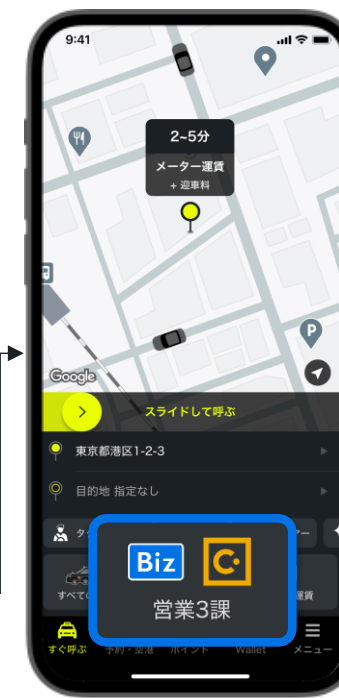 9:41
2~5分
メーター運賃
+ 迎車料
P
Google
スライドして呼ぶ
東京都港区1-2-3
目的地 指定なし
Biz C
営業3課
すべての
運賃
すぐ呼ぶ 予約・空港 ポイント Wallet メニュー